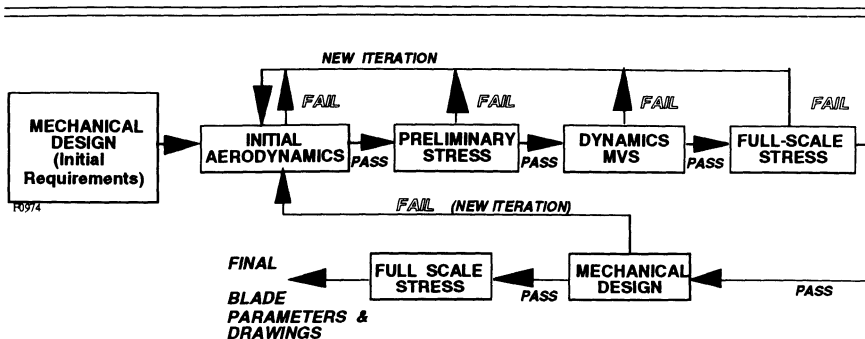 NEW ITERATION
FAIL
FAIL
FAIL
FAIL
MECHANICAL
DESIGN
(Initial
Requirements)
INITIAL
AERODYNAMICS
PASS
PRELIMINARY
STRESS
PASS
DYNAMICS
MVS
PASS
FULL-SCALE
STRESS
F0974
FAIL (NEW ITERATION)
FINAL
BLADE
PARAMETERS &
DRAWINGS
FULL SCALE
STRESS
PASS
MECHANICAL
DESIGN
PASS